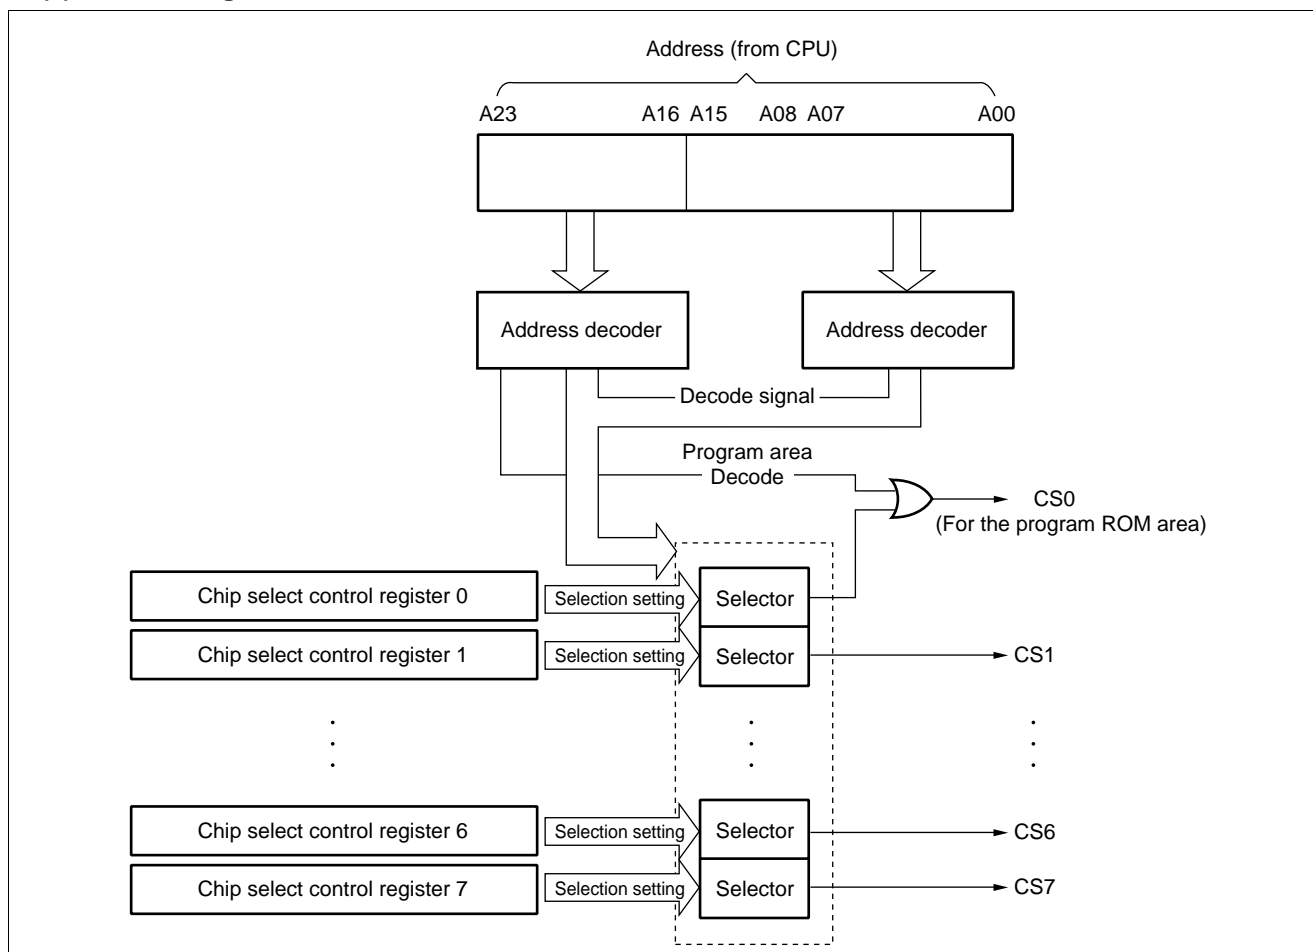 Address (from CPU)
A23 A16 A15 A08 A07 A00
Address decoder Address decoder
Decode signal
Program area
Decode
CS0
(For the program ROM area)
Chip select control register 0 Selection setting Selector
Chip select control register 1 Selection setting Selector CS1
Chip select control register 6 Selection setting Selector CS6
Chip select control register 7 Selection setting Selector CS7